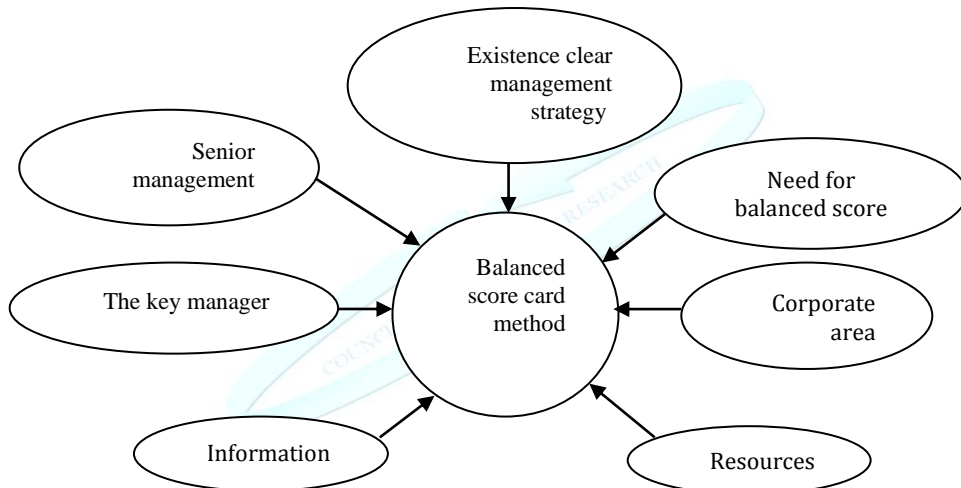 Existence clear
management
strategy
Senior
management
Need for
balanced score
Balanced
score card
method
The key manager
Corporate
area
Information
Resources
RESEARCH